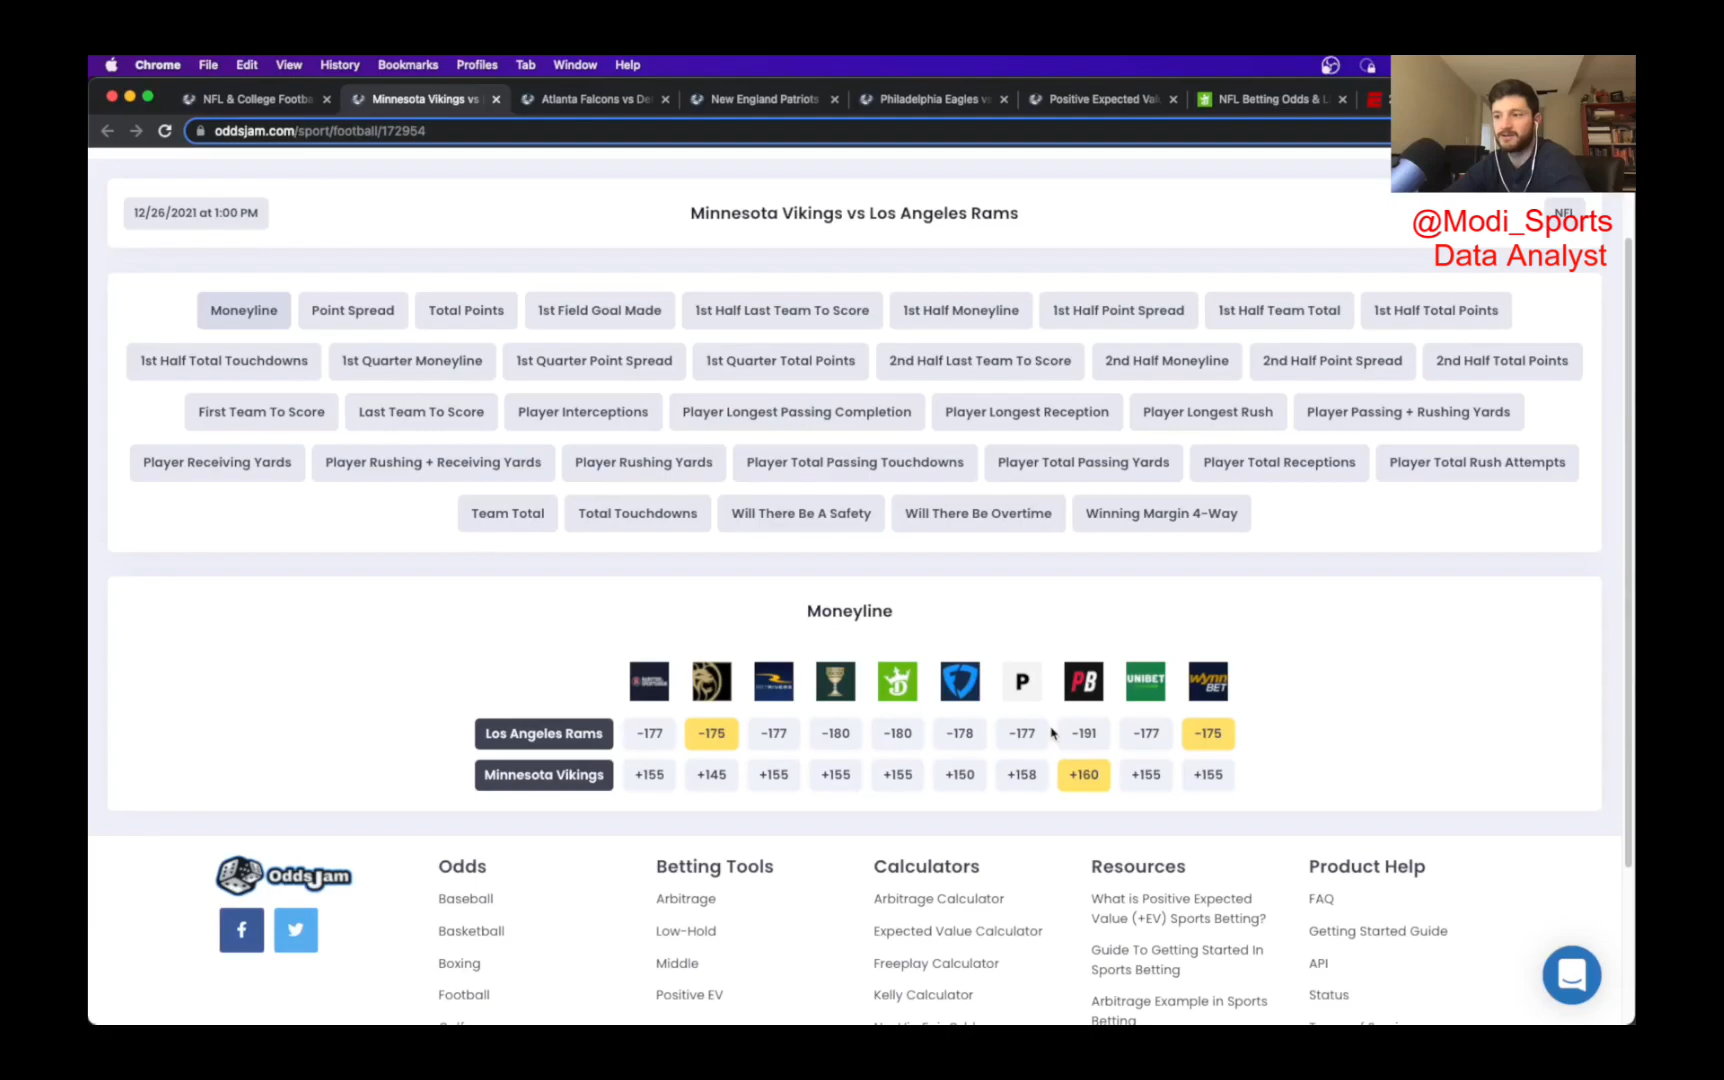 Chrome File Edit View History Bookmarks Profiles Tab Window Help
NFL & College Footba
Minnesota Vikings vs
Atlanta Falcons vs De
New England Patriots
Philadelphia Eagles v
Positive Expected Val
NFL Betting Odds & L
oddsjam.com/sport/football/172954
12/26/2021 at 1:00 PM
Minnesota Vikings vs Los Angeles Rams
NFL
@Modi_Sports
Data Analyst
Moneyline Point Spread Total Points 1st Field Goal Made 1st Half Last Team To Score 1st Half Moneyline 1st Half Point Spread 1st Half Team Total 1st Half Total Points
1st Half Total Touchdowns 1st Quarter Moneyline 1st Quarter Point Spread 1st Quarter Total Points 2nd Half Last Team To Score 2nd Half Moneyline 2nd Half Point Spread 2nd Half Total Points
First Team To Score Last Team To Score Player Interceptions Player Longest Passing Completion Player Longest Reception Player Longest Rush Player Passing + Rushing Yards
Player Receiving Yards Player Rushing + Receiving Yards Player Rushing Yards Player Total Passing Touchdowns Player Total Passing Yards Player Total Receptions Player Total Rush Attempts
Team Total Total Touchdowns Will There Be A Safety Will There Be Overtime Winning Margin 4-Way
Moneyline
P PB UNIBET WYNN BET
Los Angeles Rams -177 -175 -177 -180 -180 -178 -177 -191 -177 -175
Minnesota Vikings +155 +145 +155 +155 +155 +150 +158 +160 +155 +155
OddsJam
Odds
Baseball
Basketball
Boxing
Football
Betting Tools
Arbitrage
Low-Hold
Middle
Positive EV
Calculators
Arbitrage Calculator
Expected Value Calculator
Freeplay Calculator
Kelly Calculator
Resources
What is Positive Expected
Value (+EV) Sports Betting?
Guide To Getting Started In
Sports Betting
Arbitrage Example in Sports
Betting
Product Help
FAQ
Getting Started Guide
API
Status